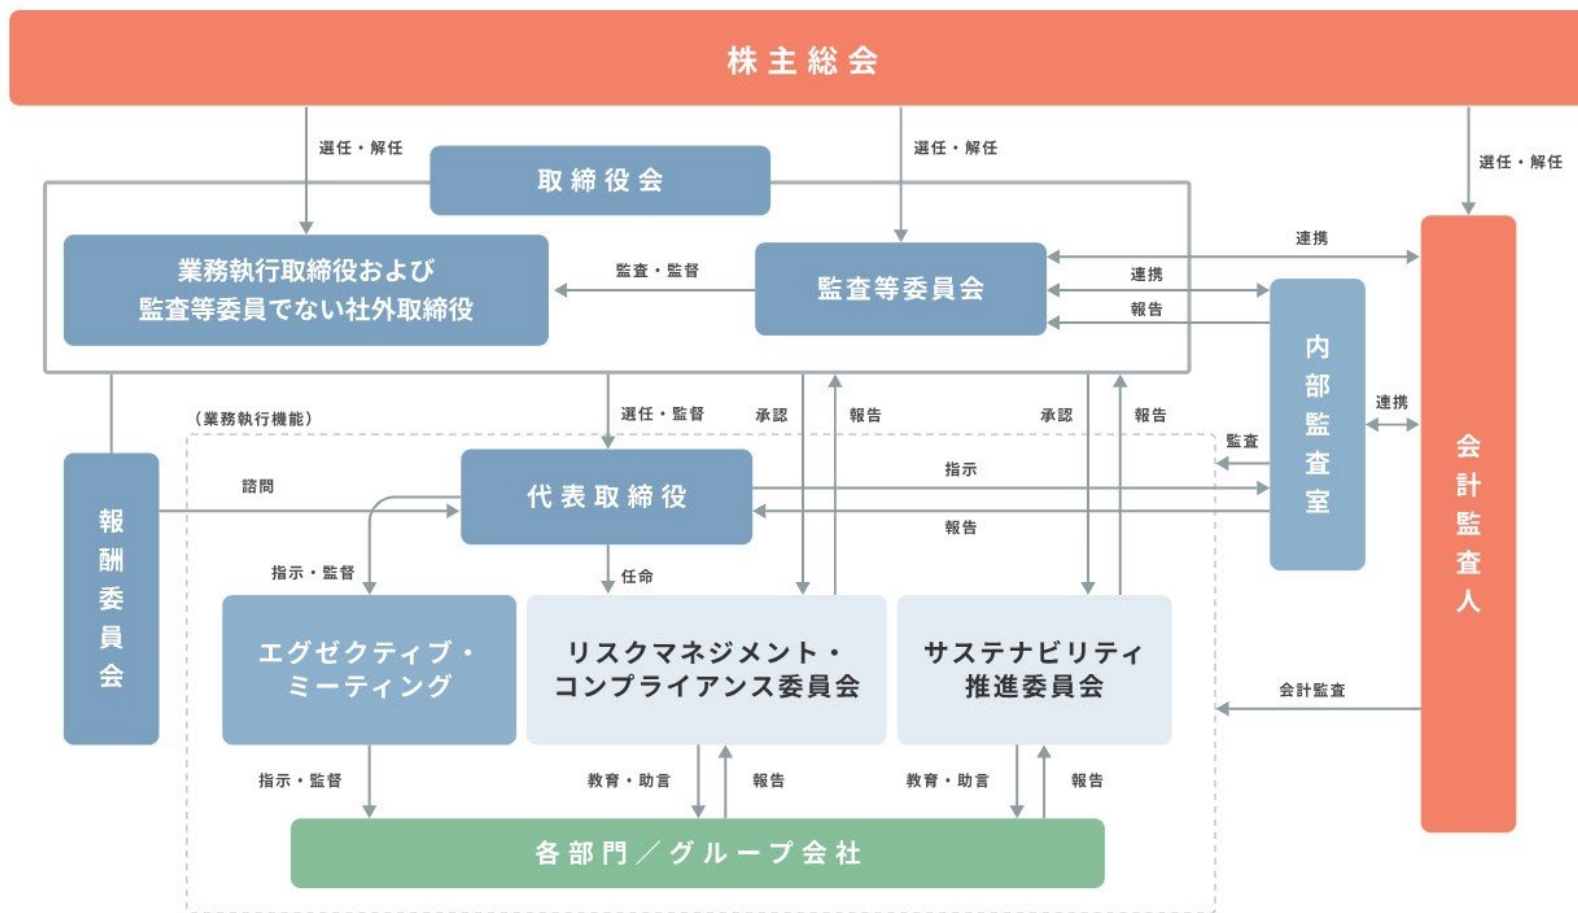 株主総会
選任・解任
選任・解任
選任・解任
取締役会
業務執行取締役および
監査等委員でない社外取締役
監査・監督
監査等委員会
連携
連携
報告
内部監査室
連携
会計監査人
(業務執行機能)
選任・監督
承認
報告
承認
報告
監査
報酬委員会
諮問
代表取締役
指示
報告
指示・監督
任命
エグゼクティブ・
ミーティング
リスクマネジメント・
コンプライアンス委員会
サステナビリティ
推進委員会
会計監査
指示・監督
教育・助言
報告
教育・助言
報告
各部門／グループ会社